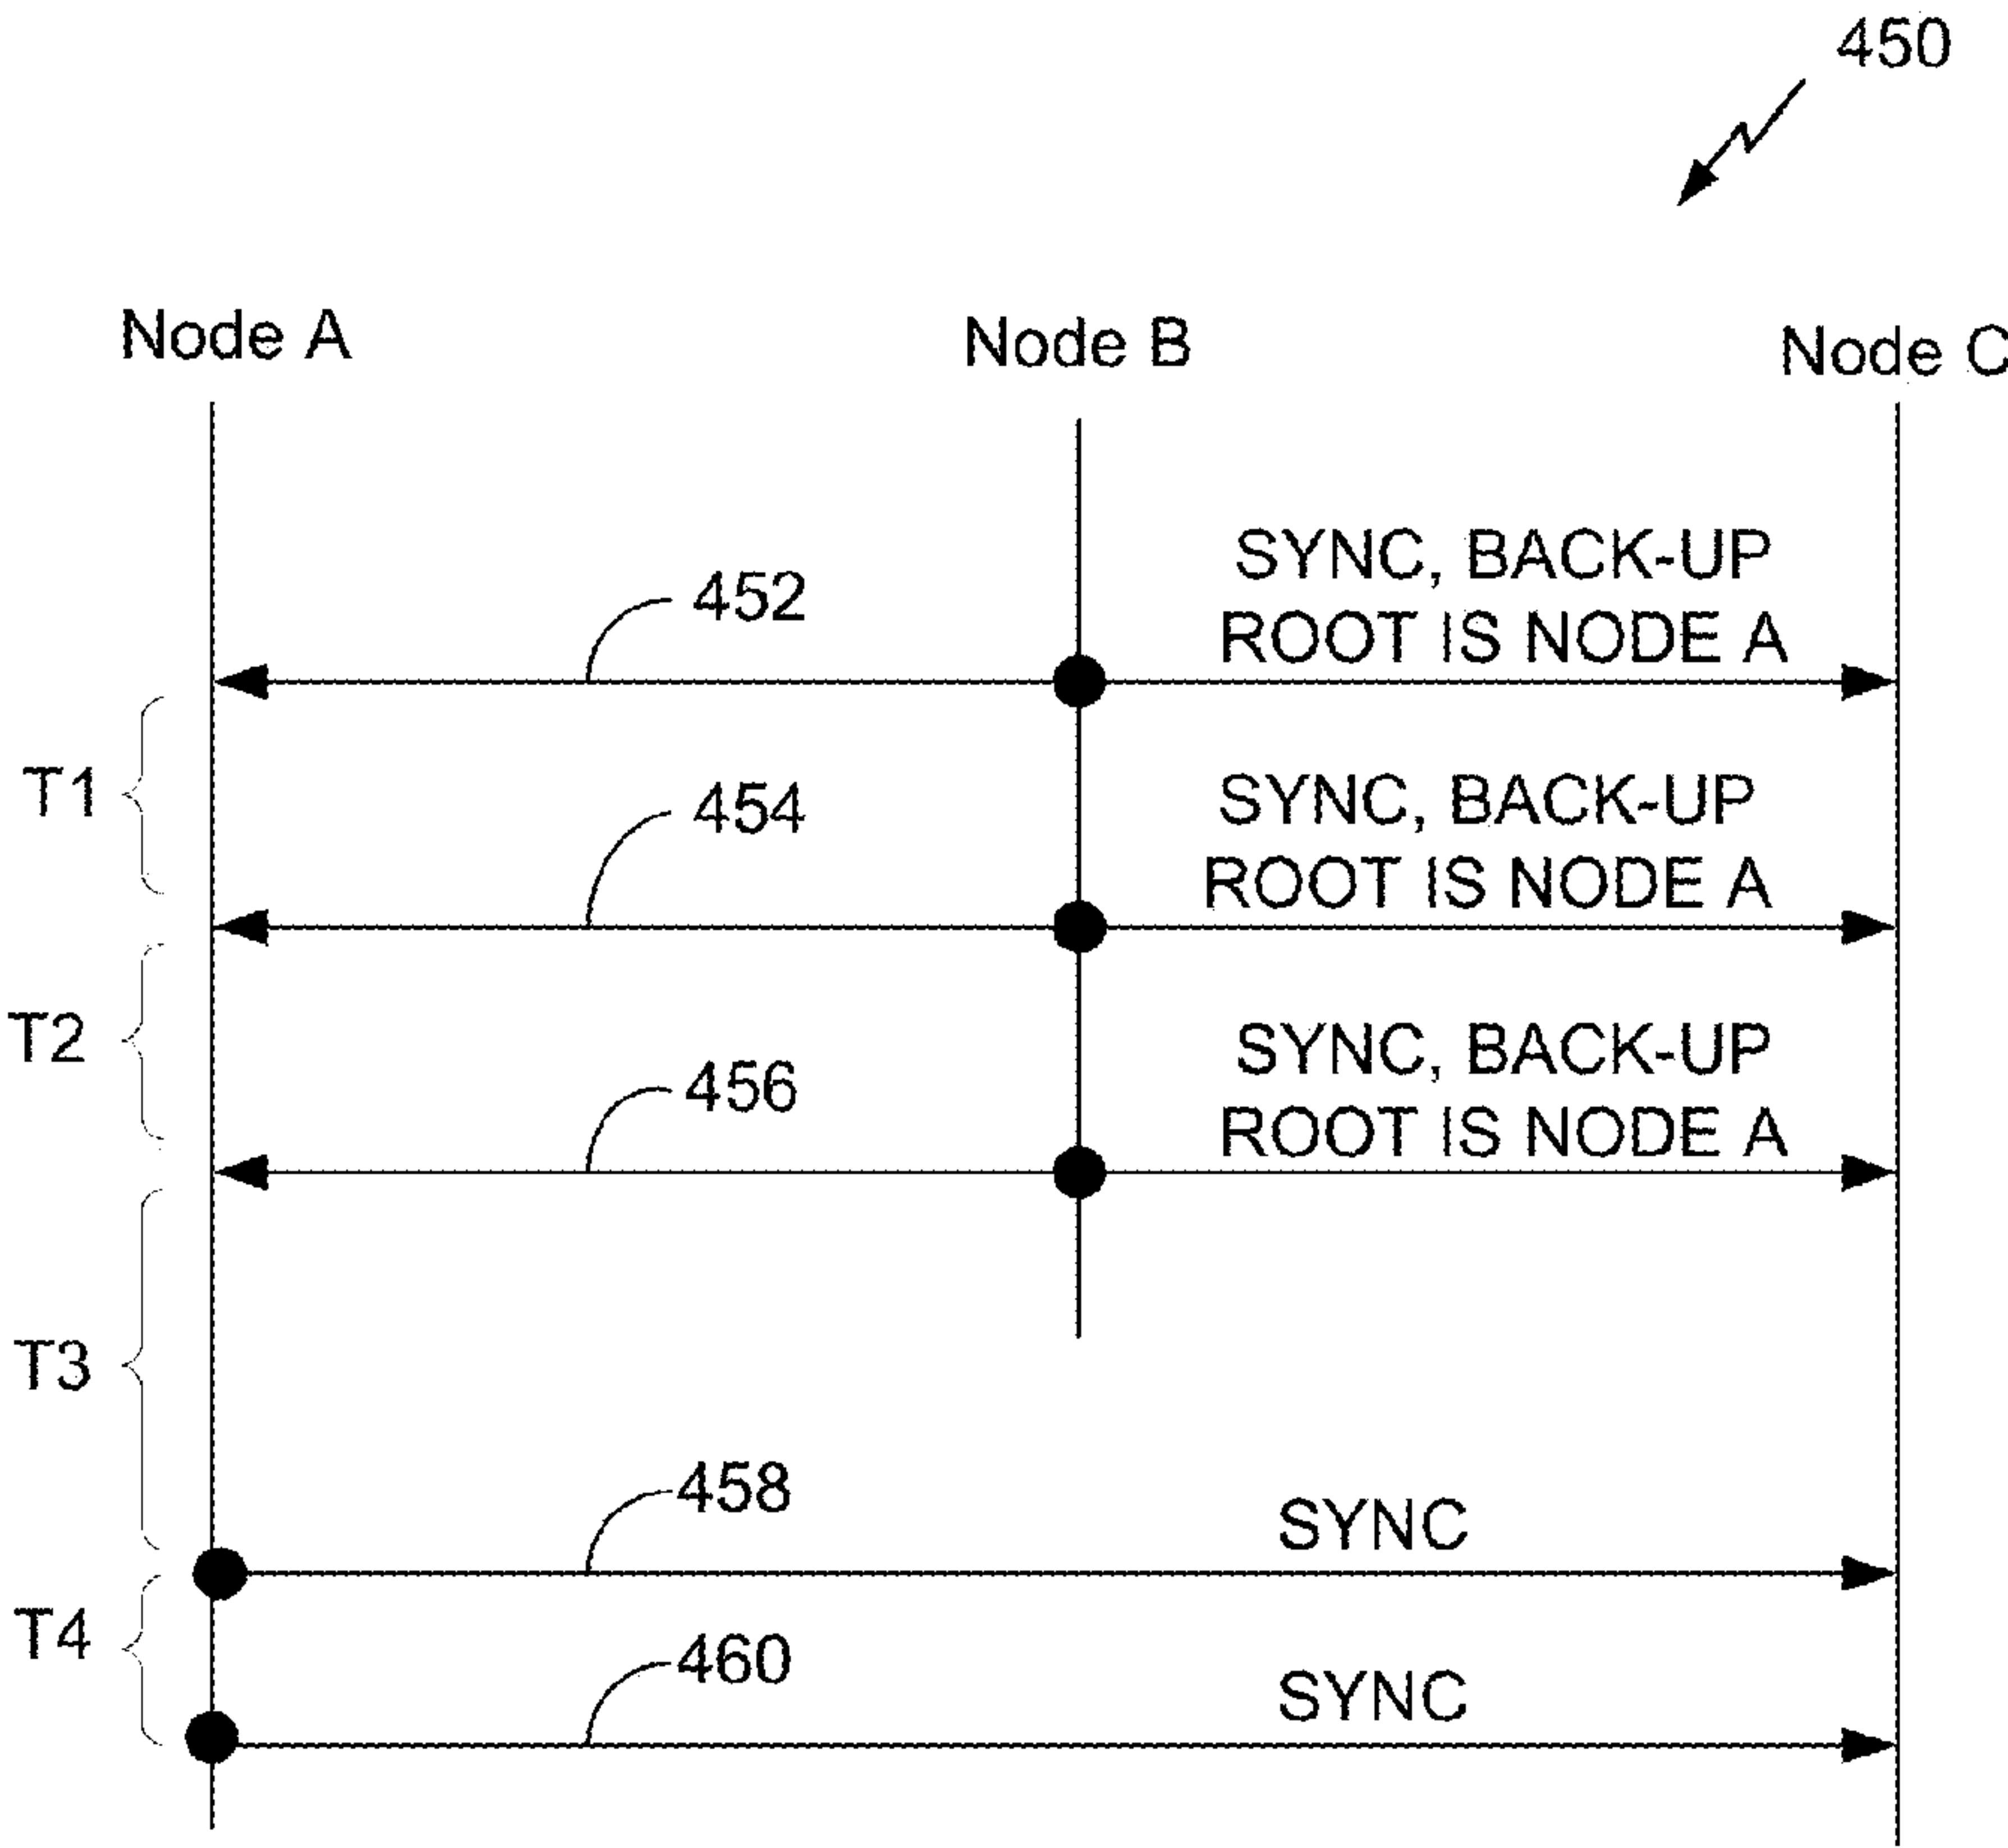 450
Node A
Node B
Node C
SYNC, BACK-UP
ROOT IS NODE A
452
T1
SYNC, BACK-UP
ROOT IS NODE A
454
T2
SYNC, BACK-UP
ROOT IS NODE A
456
T3
458
SYNC
T4
460
SYNC